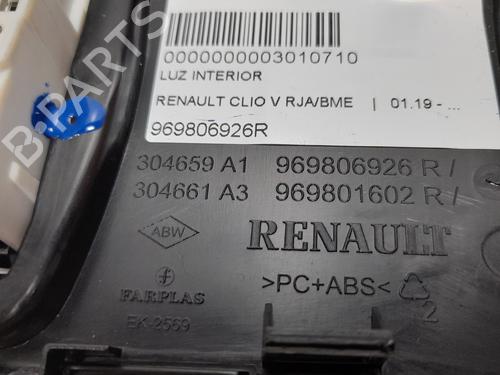 0000000003010710
LUZ INTERIOR
RENAULT CLIO V RJA/BME | 01.19 - ...
969806926R
304659 A1 969806926 R /
304661 A3 969801602 R /
ABW
RENAULT
>PC+ABS<
2
FARPLAS
EK-2569